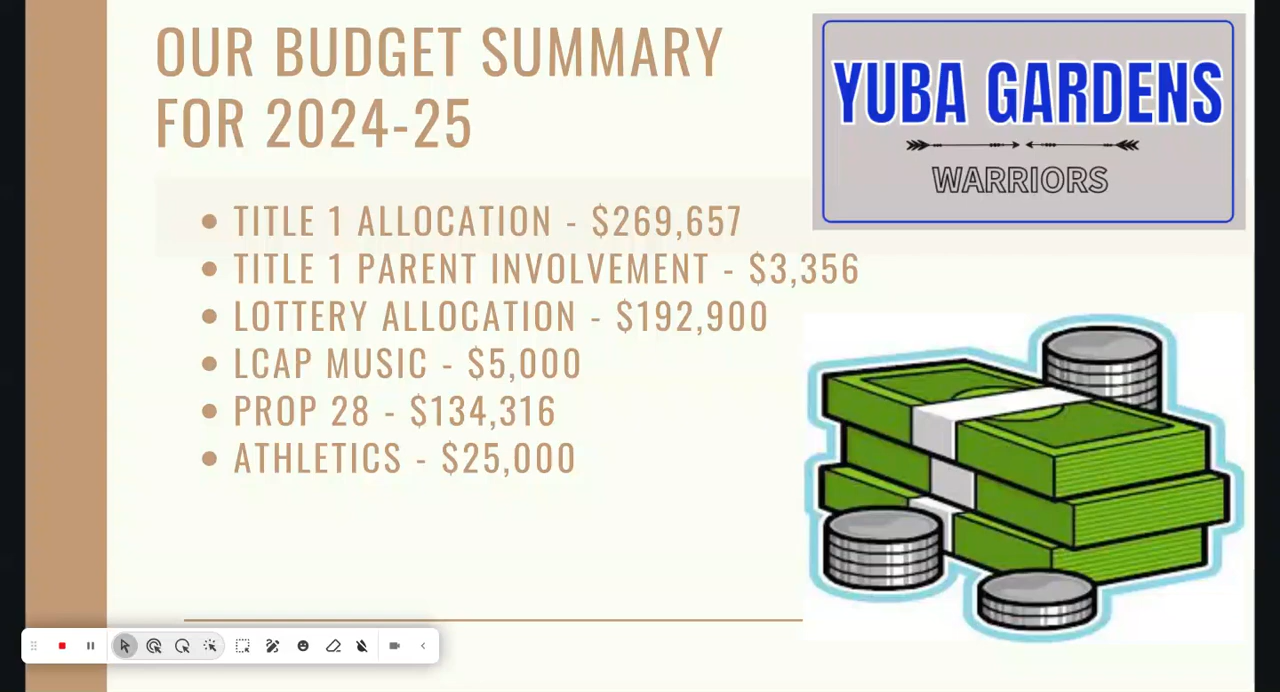 OUR BUDGET SUMMARY
FOR 2024-25
YUBA GARDENS
WARRIORS
• TITLE 1 ALLOCATION - $269,657
• TITLE 1 PARENT INVOLVEMENT - $3,356
• LOTTERY ALLOCATION - $192,900
• LCAP MUSIC - $5,000
• PROP 28 - $134,316
• ATHLETICS - $25,000